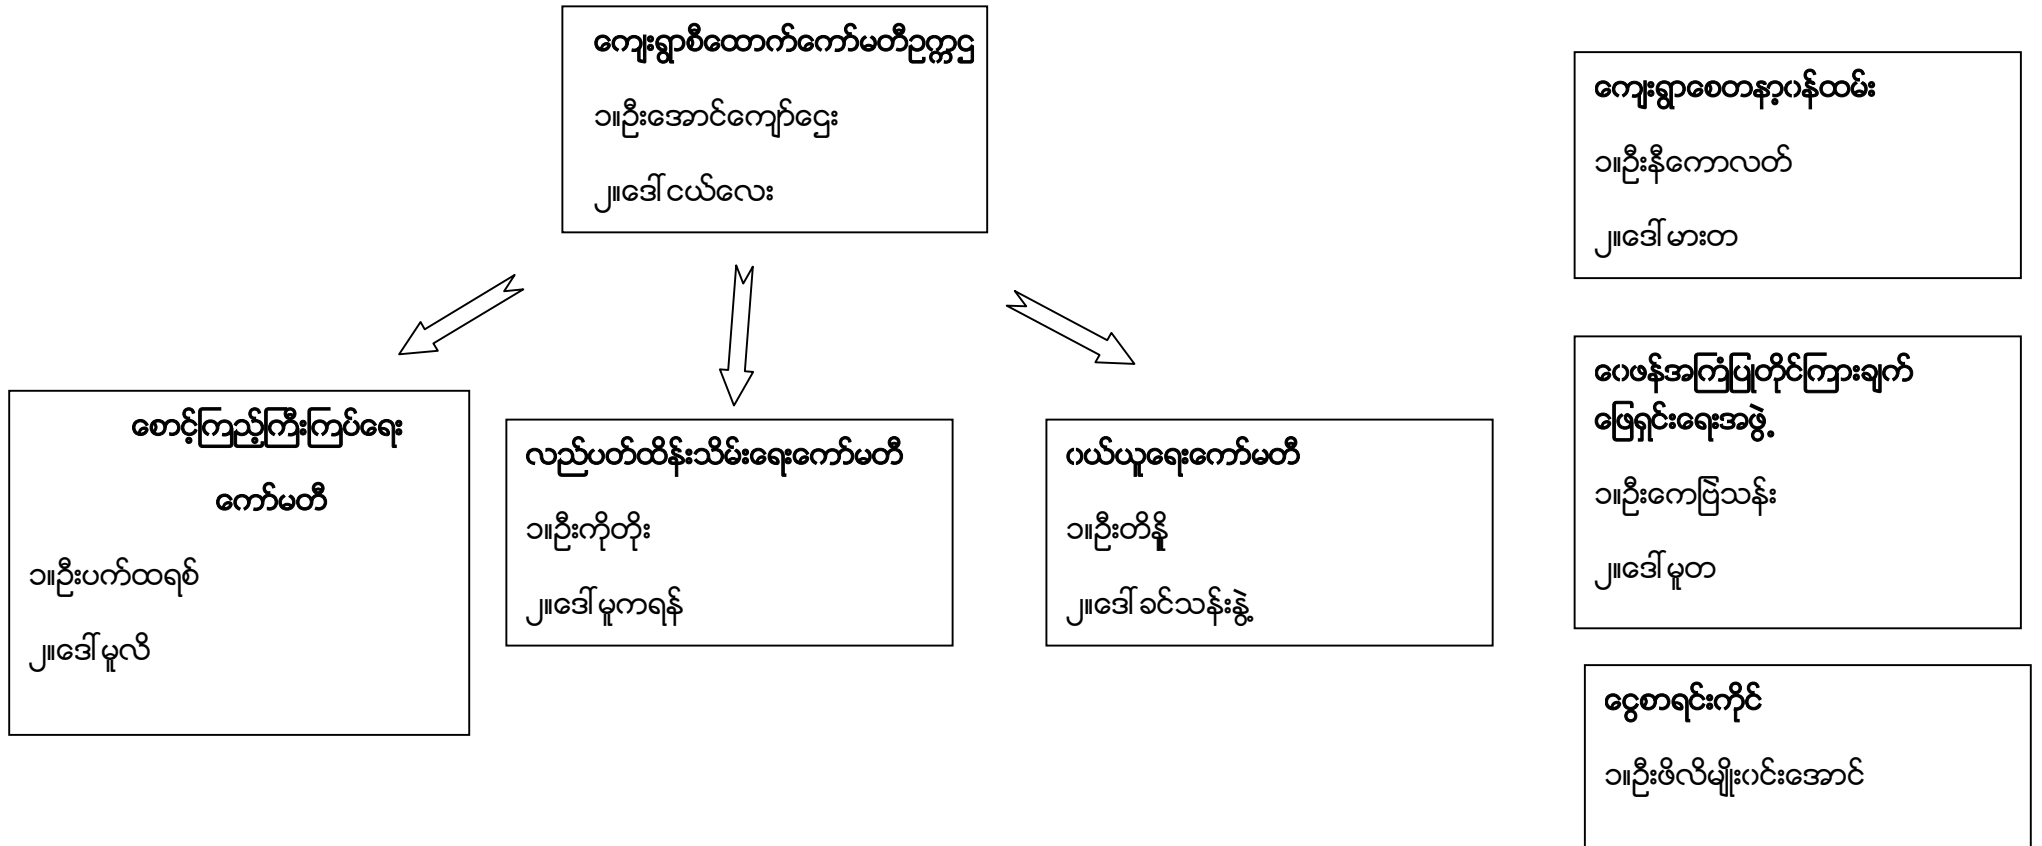 ကျေးရွာစီထောက်ကော်မတီဥက္ကဌ
၁။ဦးအောင်ကျော်ဌေး
၂။ဒေါ်ငယ်လေး
စောင့်ကြည့်ကြီးကြပ်ရေး
ကော်မတီ
၁။ဦးပက်ထရစ်
၂။ဒေါ်မူလိ
လည်ပတ်ထိန်းသိမ်းရေးကော်မတီ
၁။ဦးကိုတိုး
၂။ဒေါ်မူကရန်
ဝယ်ယူရေးကော်မတီ
၁။ဦးတိနို့
၂။ဒေါ်ခင်သန်းနွဲ့
ကျေးရွာစေတနာ့ဝန်ထမ်း
၁။ဦးနီကောလတ်
၂။ဒေါ်မားတ
ဝေဖန်အကြံပြုတိုင်ကြားချက်
ဖြေရှင်းရေးအဖွဲ့
၁။ဦးကေဗြဲသန်း
၂။ဒေါ်မူတ
ငွေစာရင်းကိုင်
၁။ဦးဖိလိမျိုးဝင်းအောင်